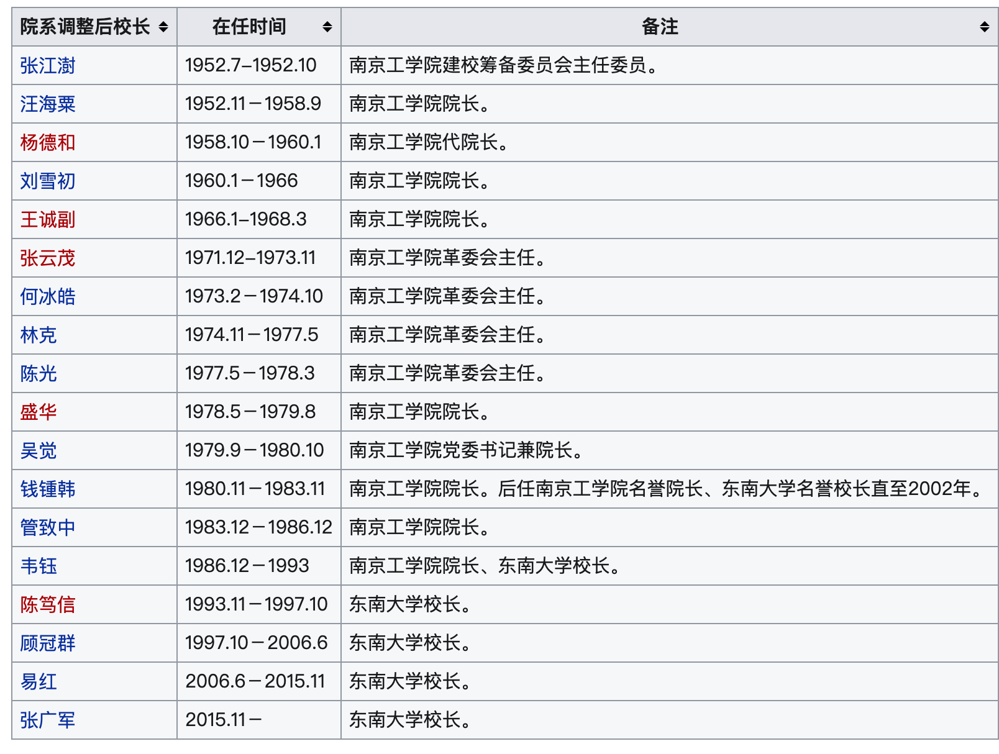 院系调整后校长 在任时间 备注
张江澍 1952.7–1952.10 南京工学院建校筹备委员会主任委员。
汪海粟 1952.11－1958.9 南京工学院院长。
杨德和 1958.10－1960.1 南京工学院代院长。
刘雪初 1960.1－1966 南京工学院院长。
王诚副 1966.1–1968.3 南京工学院院长。
张云茂 1971.12–1973.11 南京工学院革委会主任。
何冰皓 1973.2－1974.10 南京工学院革委会主任。
林克 1974.11－1977.5 南京工学院革委会主任。
陈光 1977.5－1978.3 南京工学院革委会主任。
盛华 1978.5－1979.8 南京工学院院长。
吴觉 1979.9－1980.10 南京工学院党委书记兼院长。
钱锺韩 1980.11－1983.11 南京工学院院长。后任南京工学院名誉院长、东南大学名誉校长直至2002年。
管致中 1983.12－1986.12 南京工学院院长。
韦钰 1986.12－1993 南京工学院院长、东南大学校长。
陈笃信 1993.11－1997.10 东南大学校长。
顾冠群 1997.10－2006.6 东南大学校长。
易红 2006.6－2015.11 东南大学校长。
张广军 2015.11－ 东南大学校长。